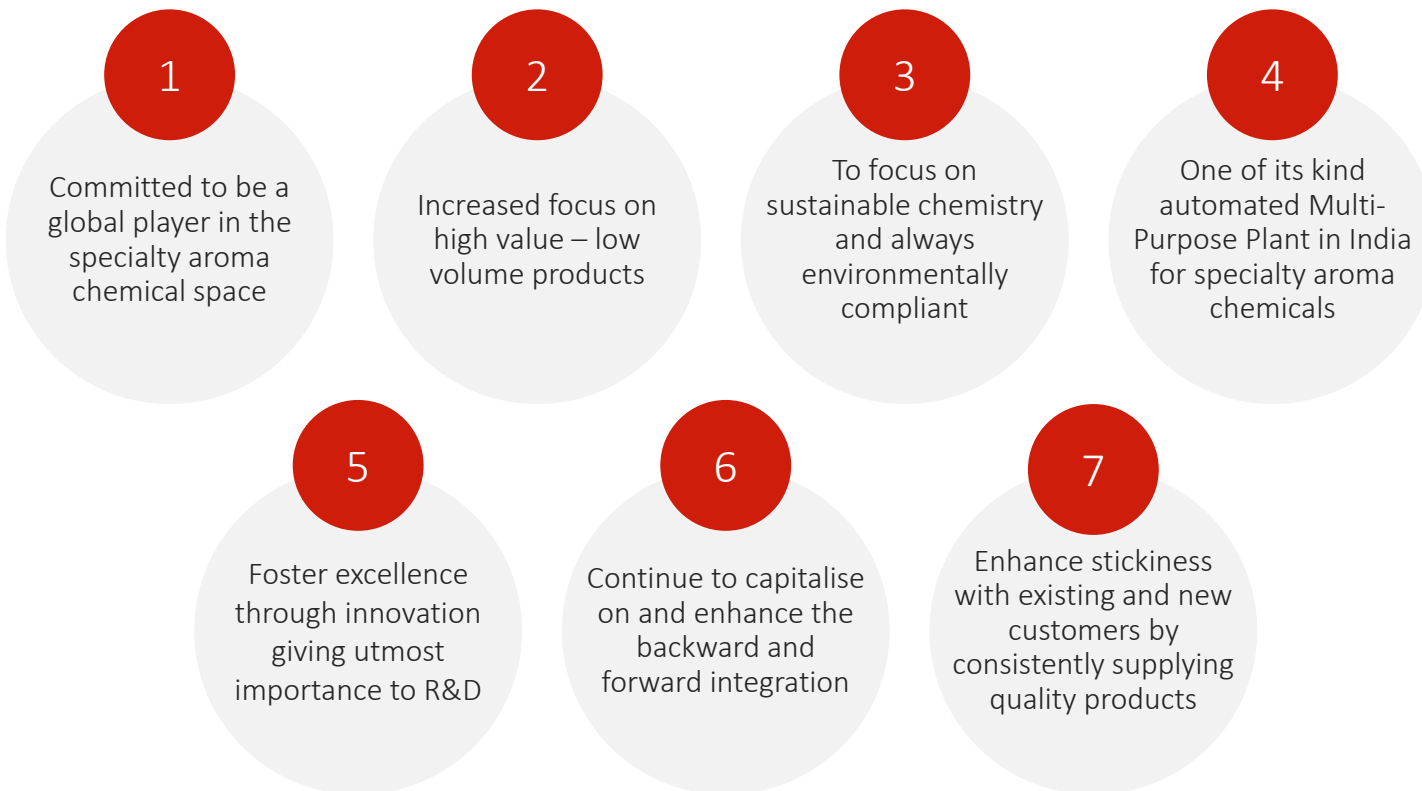 1
Committed to be a
global player in the
specialty aroma
chemical space
2
Increased focus on
high value – low
volume products
3
To focus on
sustainable chemistry
and always
environmentally
compliant
4
One of its kind
automated Multi-
Purpose Plant in India
for specialty aroma
chemicals
5
Foster excellence
through innovation
giving utmost
importance to R&D
6
Continue to capitalise
on and enhance the
backward and
forward integration
7
Enhance stickiness
with existing and new
customers by
consistently supplying
quality products